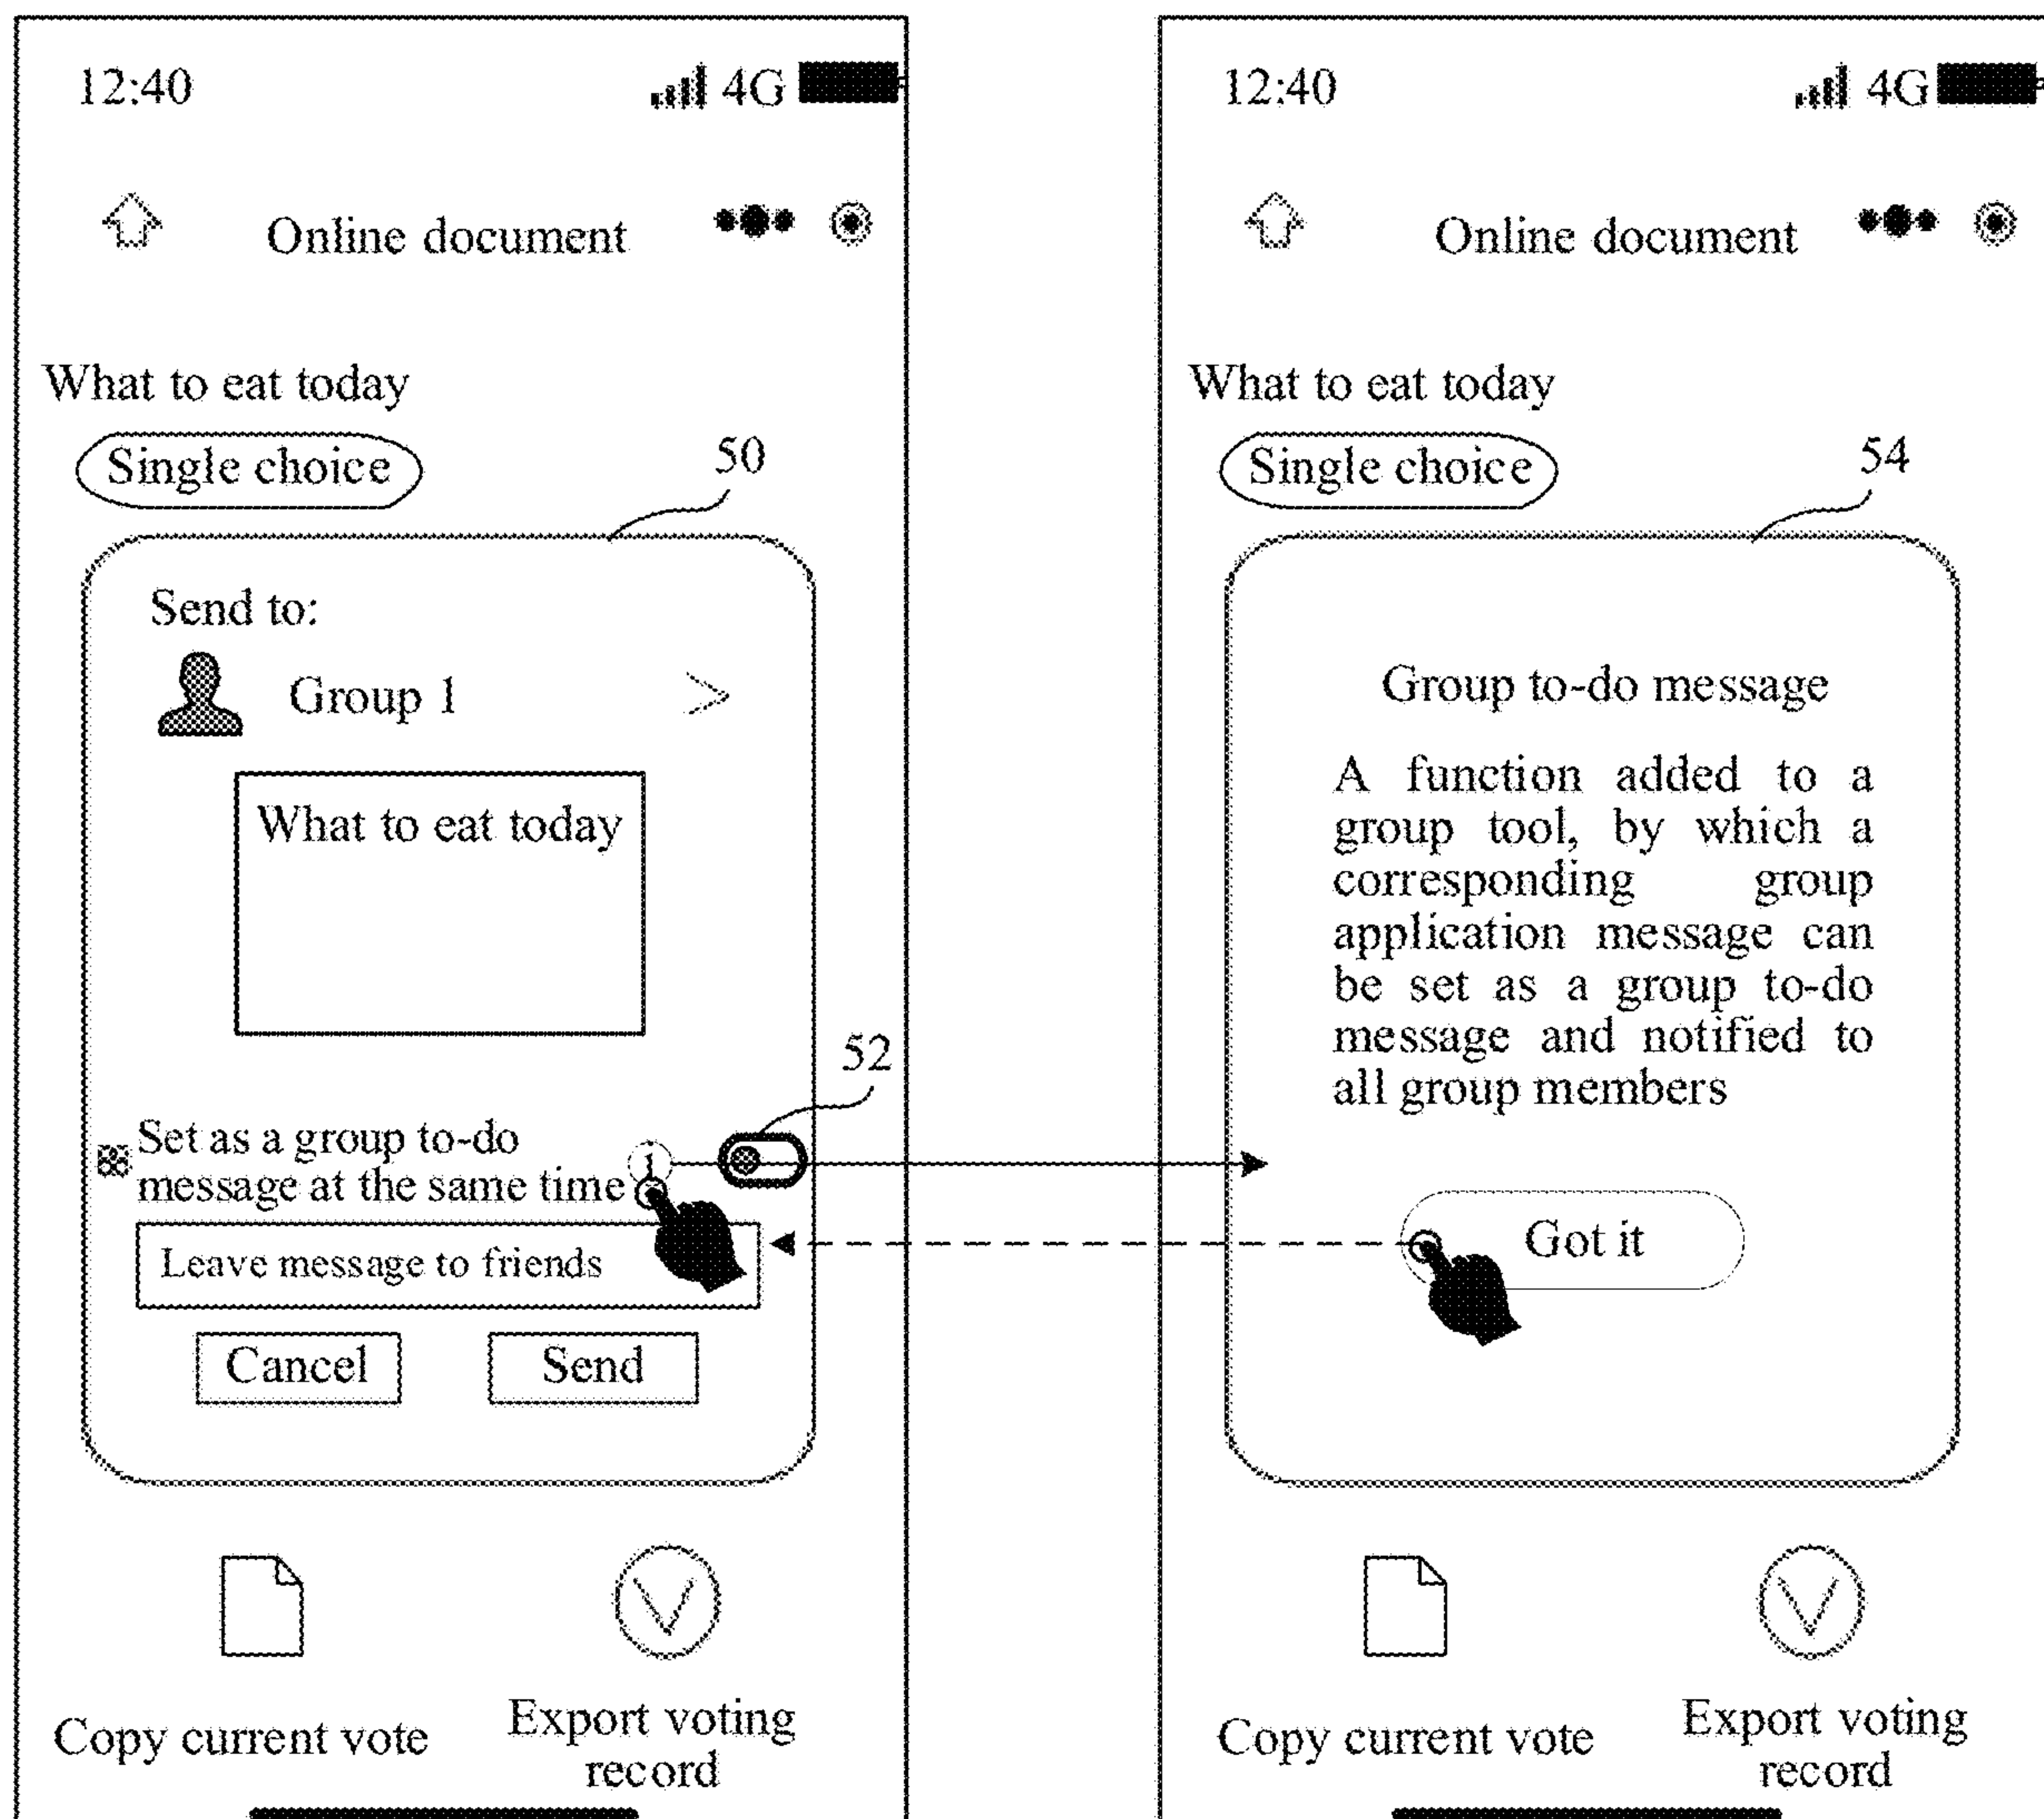 12:40
4G
Online document
What to eat today
Single choice
50
Send to:
Group 1
What to eat today
52
Set as a group to-do
message at the same time
Leave message to friends
Cancel
Send
Copy current vote
Export voting
record
12:40
4G
Online document
What to eat today
Single choice
54
Group to-do message
A function added to a
group tool, by which a
corresponding group
application message can
be set as a group to-do
message and notified to
all group members
Got it
Copy current vote
Export voting
record